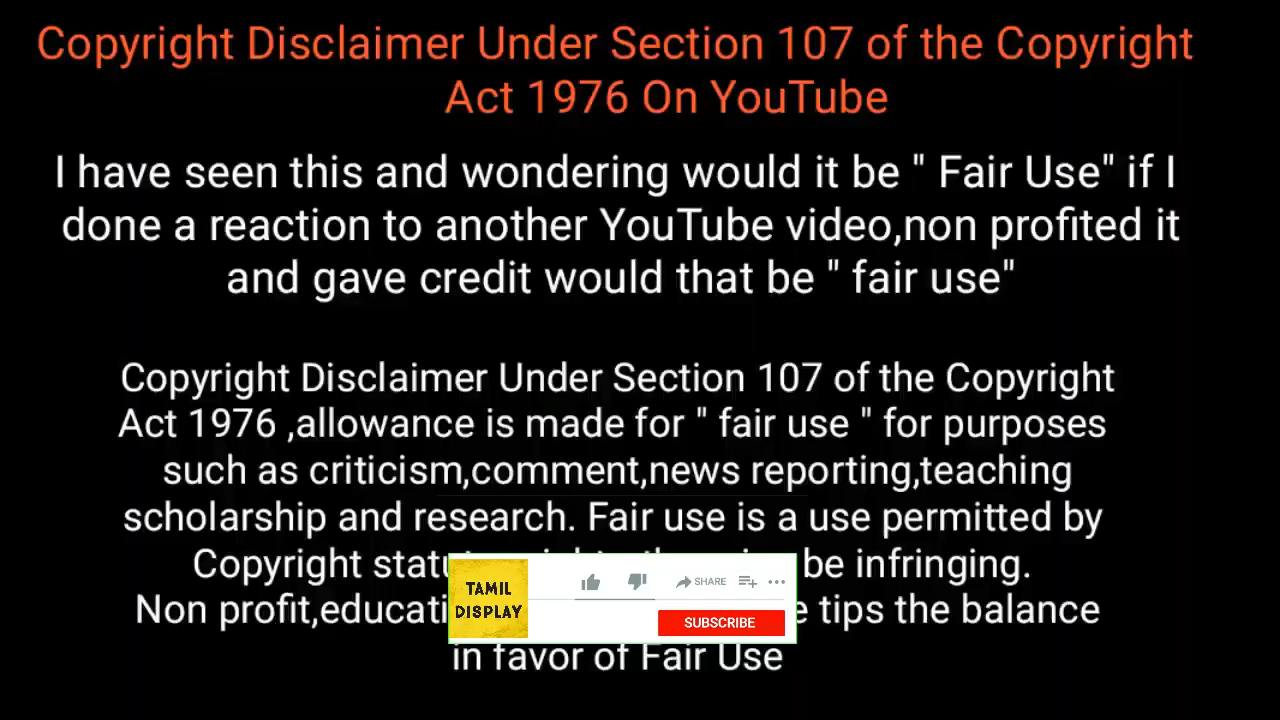 Copyright Disclaimer Under Section 107 of the Copyright
Act 1976 On YouTube
I have seen this and wondering would it be " Fair Use" if I
done a reaction to another YouTube video,non profited it
and gave credit would that be " fair use"
Copyright Disclaimer Under Section 107 of the Copyright
Act 1976 ,allowance is made for " fair use " for purposes
such as criticism,comment,news reporting,teaching
scholarship and research. Fair use is a use permitted by
Copyright be infringing.
Non tips the balance
in favor of Fair Use
TAMIL
DISPLAY
SHARE
SUBSCRIBE